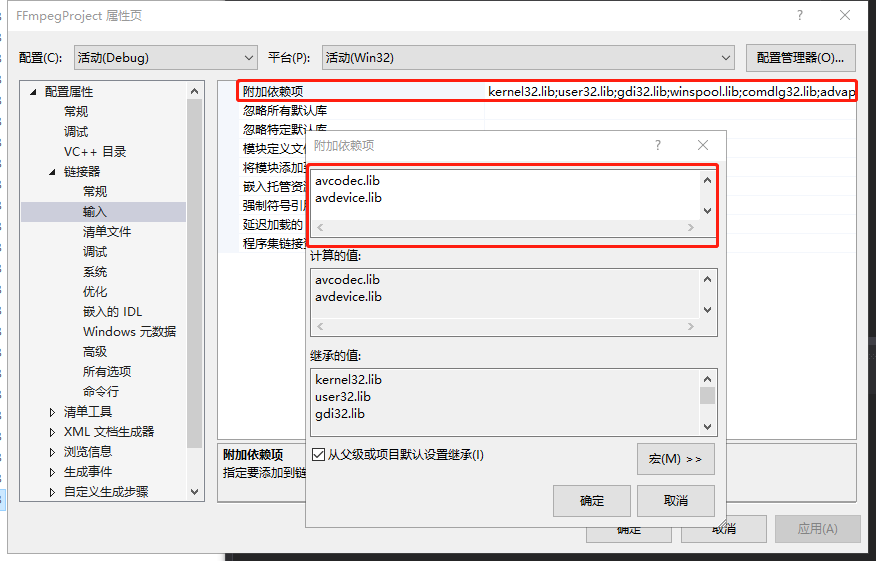 FFmpegProject 属性页
配置(C):
活动(Debug)
平台(P):
活动(Win32)
配置管理器(O)...
配置属性
常规
调试
VC++ 目录
链接器
常规
输入
清单文件
调试
系统
优化
嵌入的 IDL
Windows 元数据
高级
所有选项
命令行
清单工具
XML 文档生成器
浏览信息
生成事件
自定义生成步骤
附加依赖项
kernel32.lib;user32.lib;gdi32.lib;winspool.lib;comdlg32.lib;advap
忽略所有默认库
忽略特定默认库
模块定义文
将模块添加到
嵌入托管资
强制符号引
延迟加载的
程序集链接
附加依赖项
avcodec.lib
avdevice.lib
计算的值:
avcodec.lib
avdevice.lib
继承的值:
kernel32.lib
user32.lib
gdi32.lib
从父级或项目默认设置继承(I)
宏(M) >>
确定
取消
附加依赖项
指定要添加到链
确定
取消
应用(A)